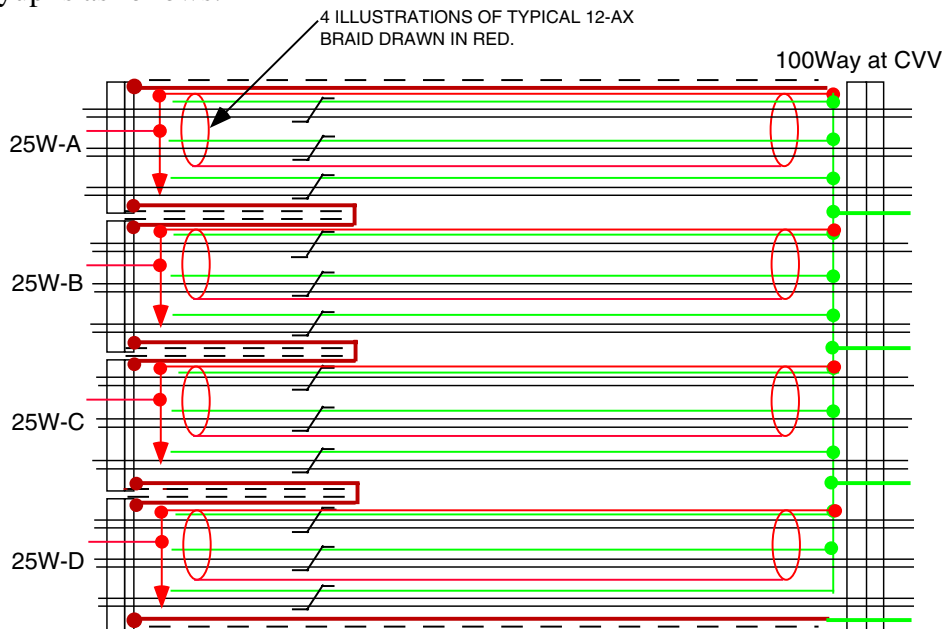 4 ILLUSTRATIONS OF TYPICAL 12-AX
BRAID DRAWN IN RED.
100Way at CVV
25W-A
25W-B
25W-C
25W-D